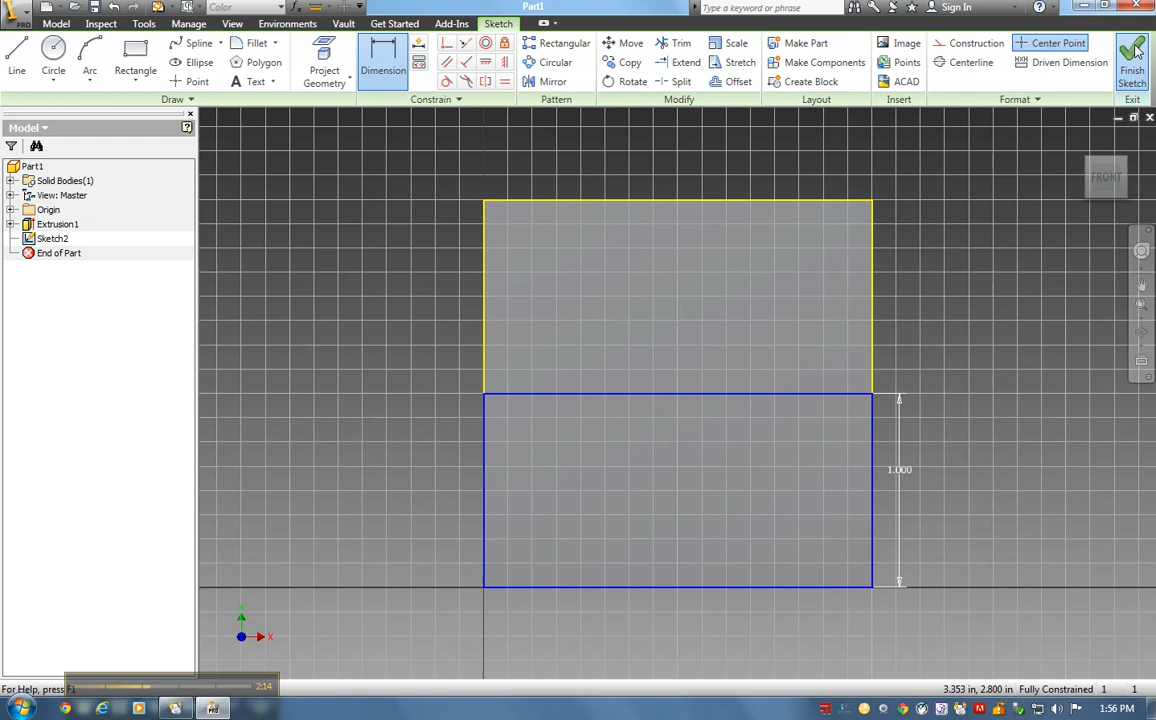 PRO
Color
Part1
Type a keyword or phrase
Sign In
Model
Inspect
Tools
Manage
View
Environments
Vault
Get Started
Add-Ins
Sketch
Line
Circle
Arc
Rectangle
Spline
Fillet
Ellipse
Polygon
Point
Text
Draw
Dimension
Constrain
Project
Geometry
Rectangular
Circular
Mirror
Pattern
Move
Trim
Scale
Copy
Extend
Stretch
Rotate
Split
Offset
Modify
Make Part
Make Components
Create Block
Layout
Image
Points
ACAD
Insert
Construction
Center Point
Centerline
Driven Dimension
Format
Finish
Sketch
Exit
Model
Part1
Solid Bodies(1)
View: Master
Origin
Extrusion1
Sketch2
End of Part
FRONT
1.000
Y
X
For Help, press F1
2:14
3.353 in, 2.800 in
Fully Constrained
1
1
PRO
1:56 PM